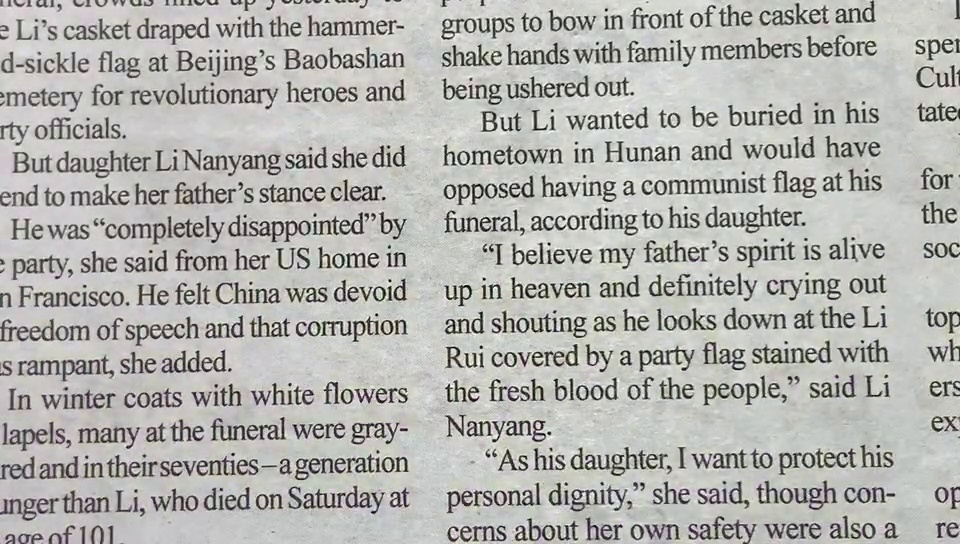 Li's casket draped with the hammer-
d-sickle flag at Beijing's Baobashan
emetery for revolutionary heroes and
rty officials.
But daughter Li Nanyang said she did
end to make her father's stance clear.
He was “completely disappointed” by
party, she said from her US home in
n Francisco. He felt China was devoid
freedom of speech and that corruption
s rampant, she added.
In winter coats with white flowers
lapels, many at the funeral were gray-
red and in their seventies – a generation
unger than Li, who died on Saturday at
age of 101.
groups to bow in front of the casket and
shake hands with family members before
being ushered out.
But Li wanted to be buried in his
hometown in Hunan and would have
opposed having a communist flag at his
funeral, according to his daughter.
“I believe my father's spirit is alive
up in heaven and definitely crying out
and shouting as he looks down at the Li
Rui covered by a party flag stained with
the fresh blood of the people,” said Li
Nanyang.
“As his daughter, I want to protect his
personal dignity,” she said, though con-
cerns about her own safety were also a
spe
Cul
tate
for
the
soc
top
wh
ers
ex
op
re